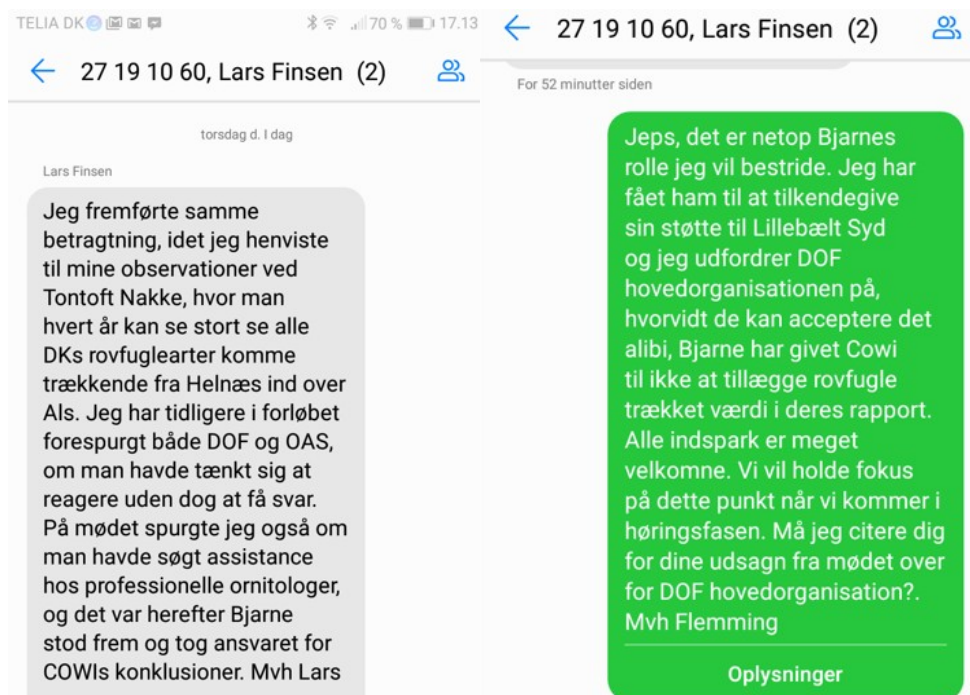 TELIA DK 70 % 17.13
27 19 10 60, Lars Finsen (2)
torsdag d. I dag
Lars Finsen
Jeg fremførte samme
betragtning, idet jeg henviste
til mine observationer ved
Tontoft Nakke, hvor man
hvert år kan se stort se alle
DKs rovfuglearter komme
trækkende fra Helnæs ind over
Als. Jeg har tidligere i forløbet
forespurgt både DOF og OAS,
om man havde tænkt sig at
reagere uden dog at få svar.
På mødet spurgte jeg også om
man havde søgt assistance
hos professionelle ornitologer,
og det var herefter Bjarne
stod frem og tog ansvaret for
COWIs konklusioner. Mvh Lars
27 19 10 60, Lars Finsen (2)
For 52 minutter siden
Jeps, det er netop Bjarnes
rolle jeg vil bestride. Jeg har
fået ham til at tilkendegive
sin støtte til Lillebælt Syd
og jeg udfordrer DOF
hovedorganisationen på,
hvorvidt de kan acceptere det
alibi, Bjarne har givet Cowi
til ikke at tillægge rovfugle
trækket værdi i deres rapport.
Alle indspark er meget
velkomne. Vi vil holde fokus
på dette punkt når vi kommer i
høringsfasen. Må jeg citere dig
for dine udsagn fra mødet over
for DOF hovedorganisation?.
Mvh Flemming
Oplysninger